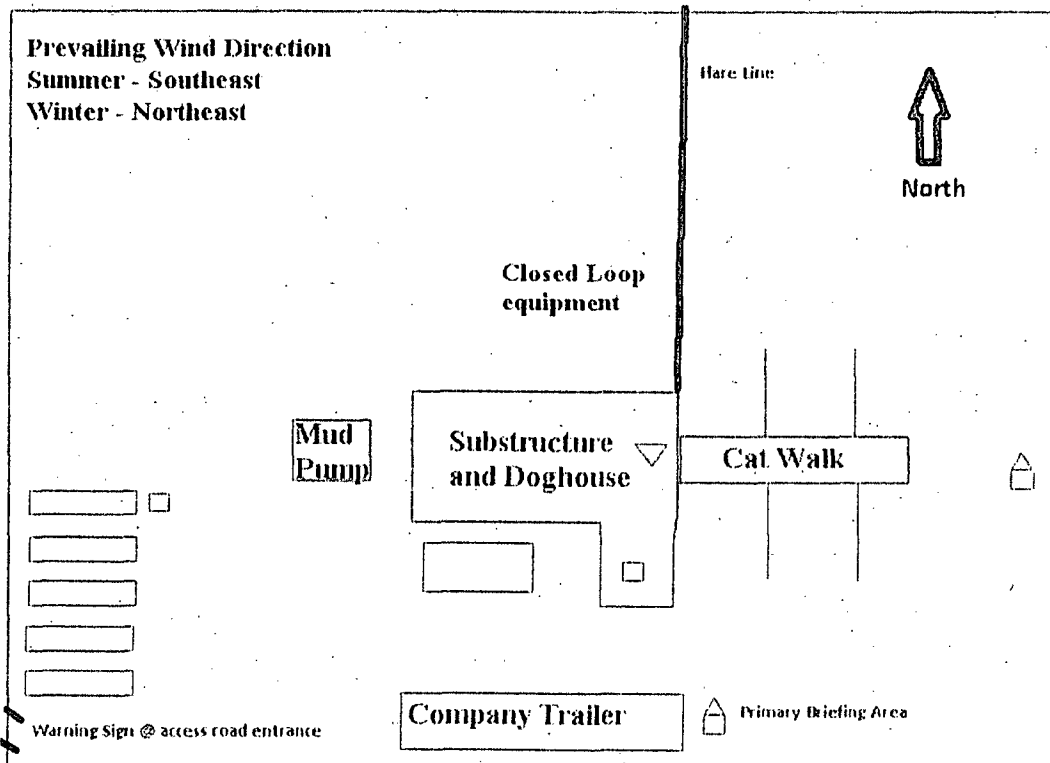 Prevailing Wind Direction
Summer - Southeast
Winter - Northeast
Flare Line
North
Closed Loop
equipment
Mud
Pump
Substructure
and Doghouse
Cat Walk
Company Trailer
Primary Briefing Area
Warning Sign @ access road entrance